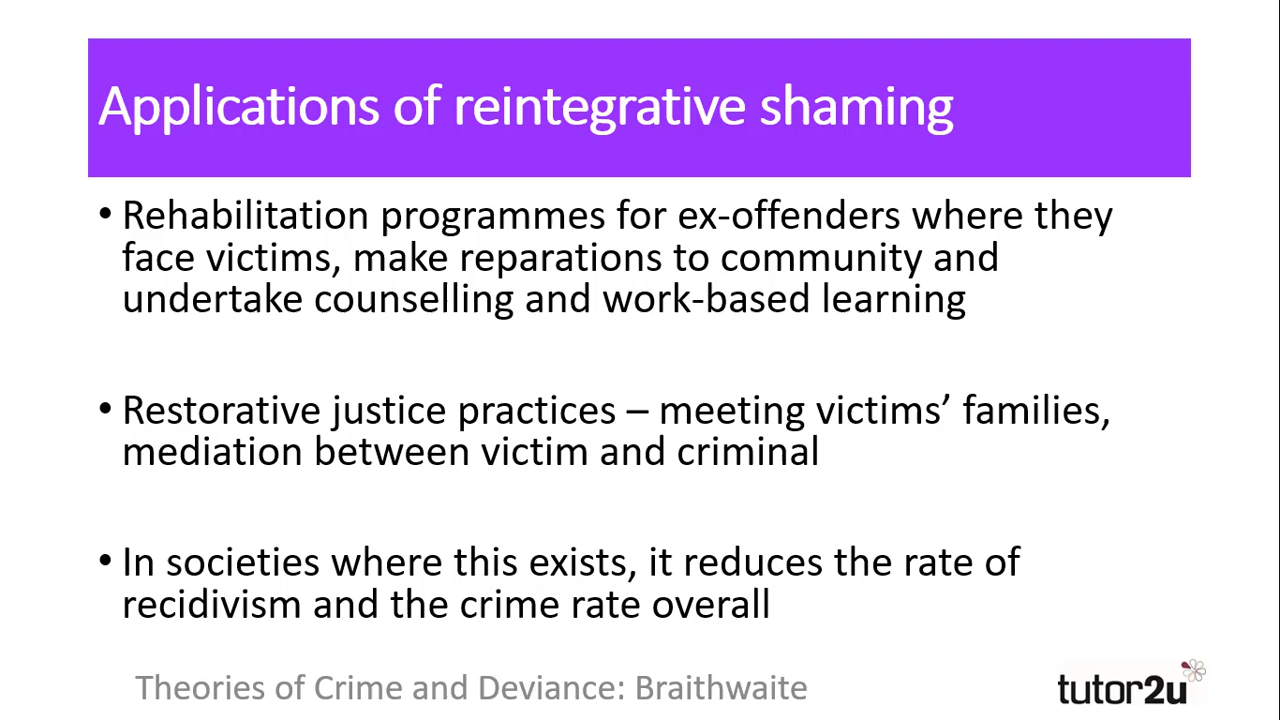 Applications of reintegrative shaming
• Rehabilitation programmes for ex-offenders where they
face victims, make reparations to community and
undertake counselling and work-based learning
• Restorative justice practices – meeting victims’ families,
mediation between victim and criminal
• In societies where this exists, it reduces the rate of
recidivism and the crime rate overall
Theories of Crime and Deviance: Braithwaite
tutor2u